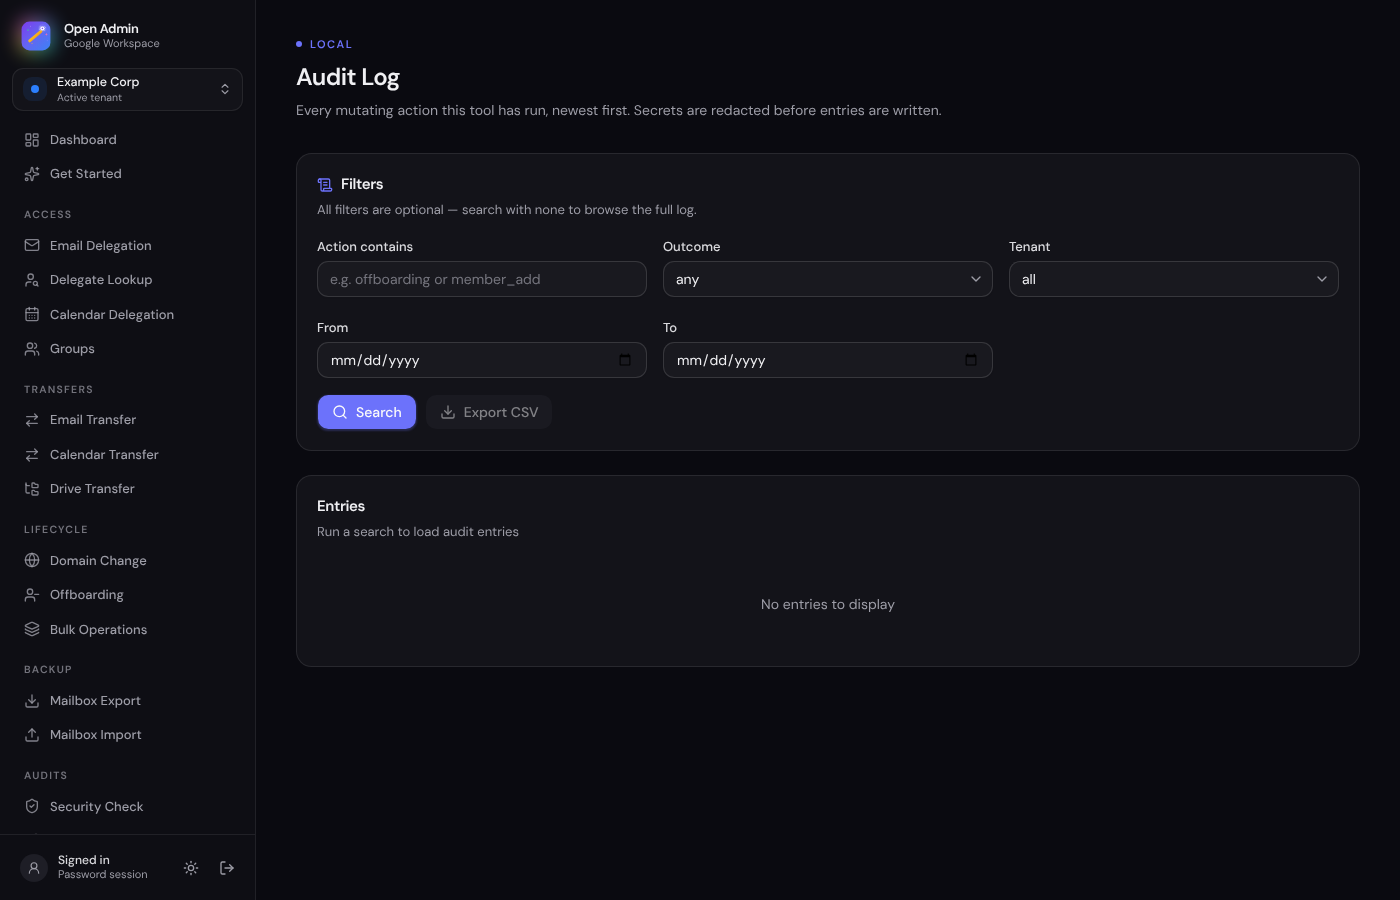 Open Admin
Google Workspace
Example Corp
Active tenant
Dashboard
Get Started
ACCESS
Email Delegation
Delegate Lookup
Calendar Delegation
Groups
TRANSFERS
Email Transfer
Calendar Transfer
Drive Transfer
LIFECYCLE
Domain Change
Offboarding
Bulk Operations
BACKUP
Mailbox Export
Mailbox Import
AUDITS
Security Check
Signed in
Password session
LOCAL
Audit Log
Every mutating action this tool has run, newest first. Secrets are redacted before entries are written.
Filters
All filters are optional — search with none to browse the full log.
Action contains
e.g. offboarding or member_add
Outcome
any
Tenant
all
From
mm/dd/yyyy
To
mm/dd/yyyy
Search
Export CSV
Entries
Run a search to load audit entries
No entries to display